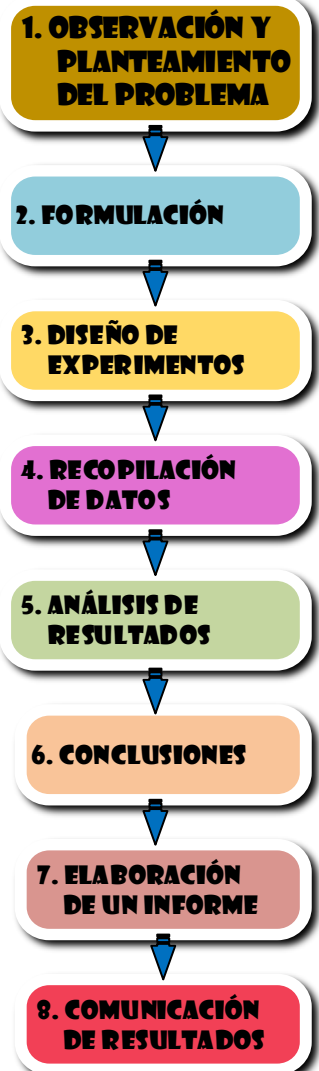 1. OBSERVACIÓN Y
PLANTEAMIENTO
DEL PROBLEMA
2. FORMULACIÓN
3. DISEÑO DE
EXPERIMENTOS
4. RECOPILACIÓN
DE DATOS
5. ANÁLISIS DE
RESULTADOS
6. CONCLUSIONES
7. ELABORACIÓN
DE UN INFORME
8. COMUNICACIÓN
DE RESULTADOS